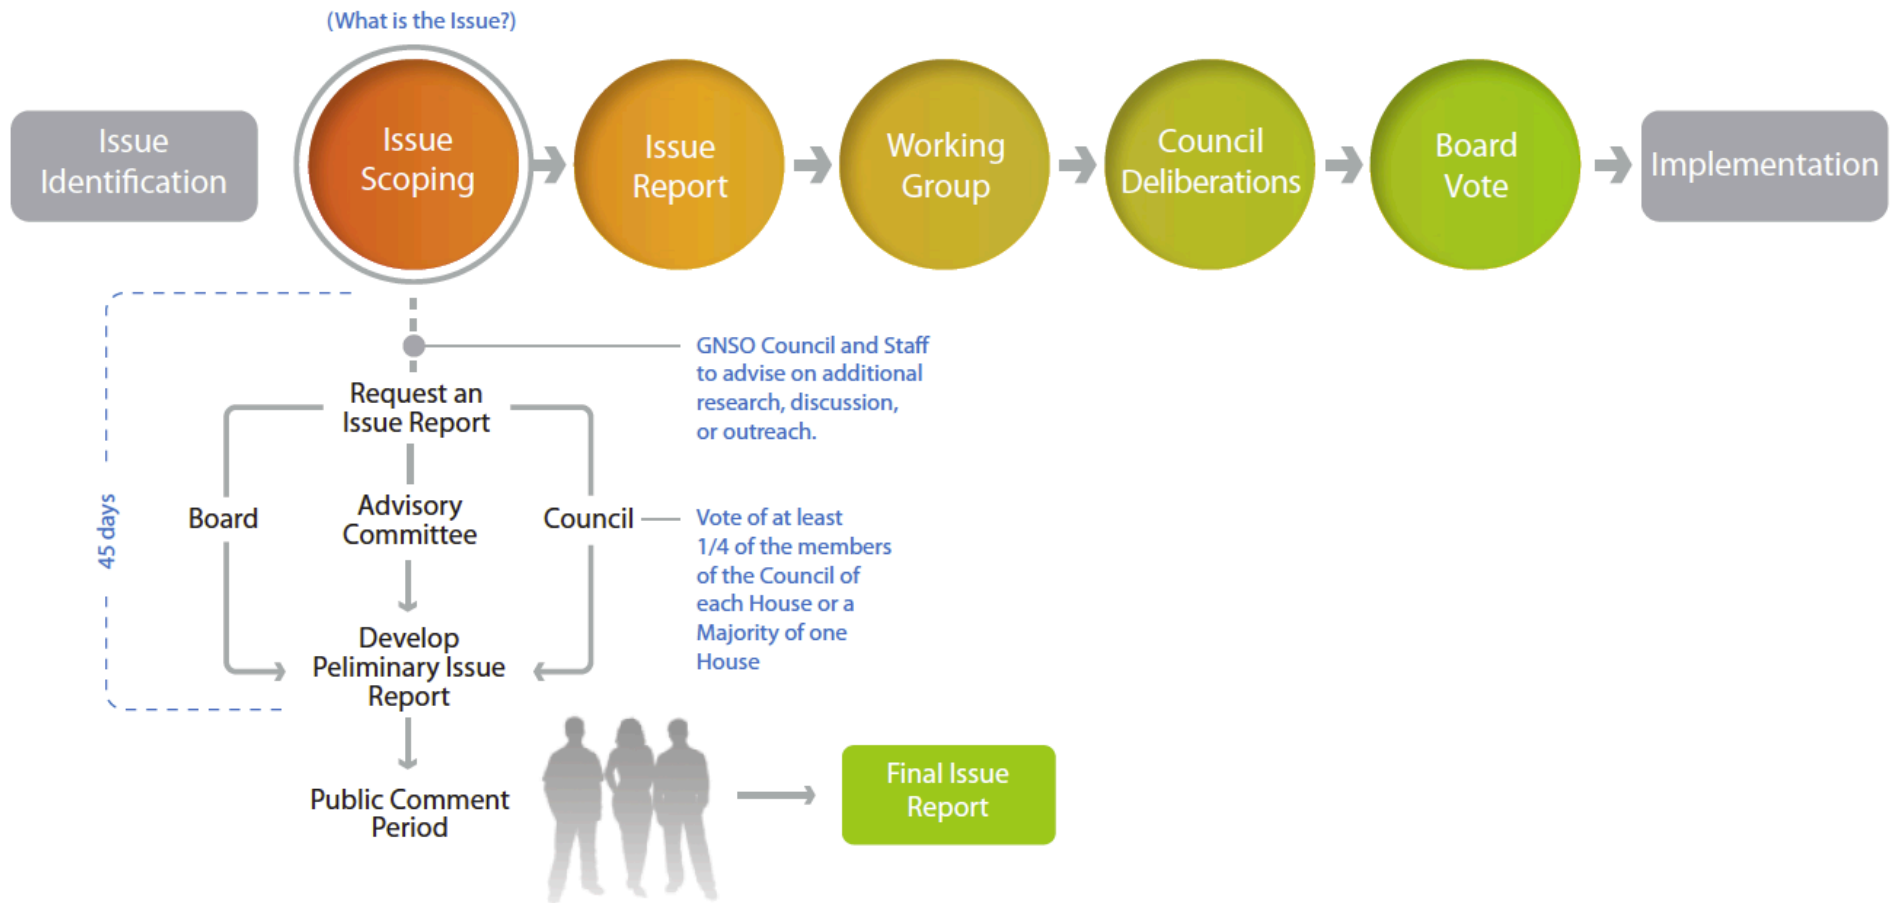 (What is the Issue?)
Issue
Identification
Issue
Scoping
Issue
Report
Working
Group
Council
Deliberations
Board
Vote
Implementation
GNSO Council and Staff
to advise on additional
research, discussion,
or outreach.
Request an
Issue Report
45 days
Board
Advisory
Committee
Council
Vote of at least
1/4 of the members
of the Council of
each House or a
Majority of one
House
Develop
Peliminary Issue
Report
Public Comment
Period
Final Issue
Report